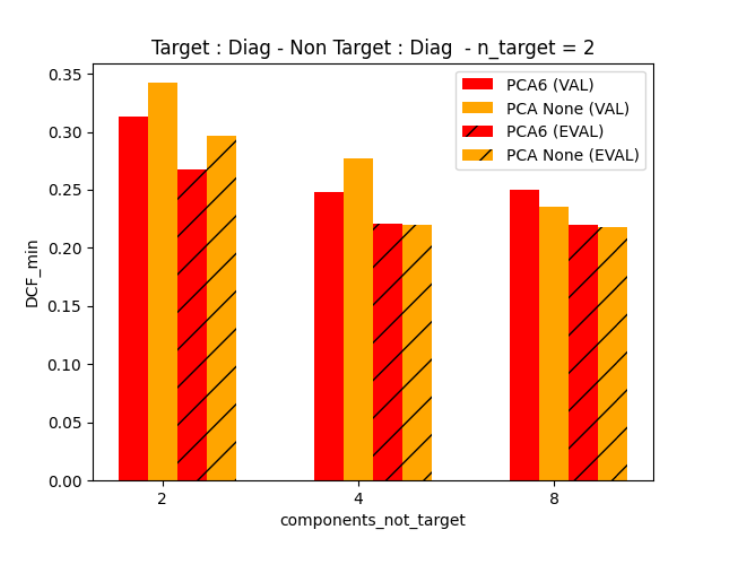 Target : Diag - Non Target : Diag  - n_target = 2
0.35
0.30
0.25
0.20
0.15
0.10
0.05
0.00
DCF_min
PCA6 (VAL)
PCA None (VAL)
PCA6 (EVAL)
PCA None (EVAL)
2 4 8
components_not_target